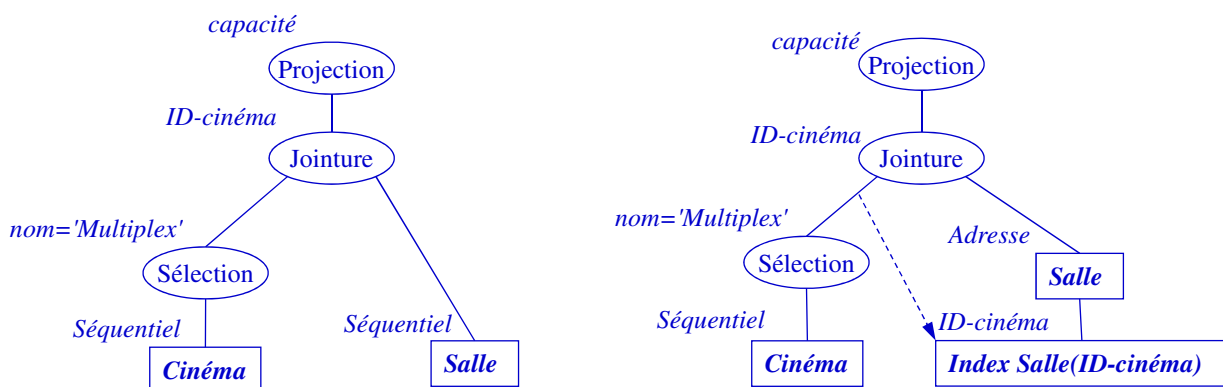 capacité
Projection
ID-cinéma
Jointure
nom='Multiplex'
Sélection
Séquentiel
Séquentiel
Cinéma
Salle
capacité
Projection
ID-cinéma
Jointure
nom='Multiplex'
Adresse
Sélection
Salle
Séquentiel
ID-cinéma
Cinéma
Index Salle(ID-cinéma)